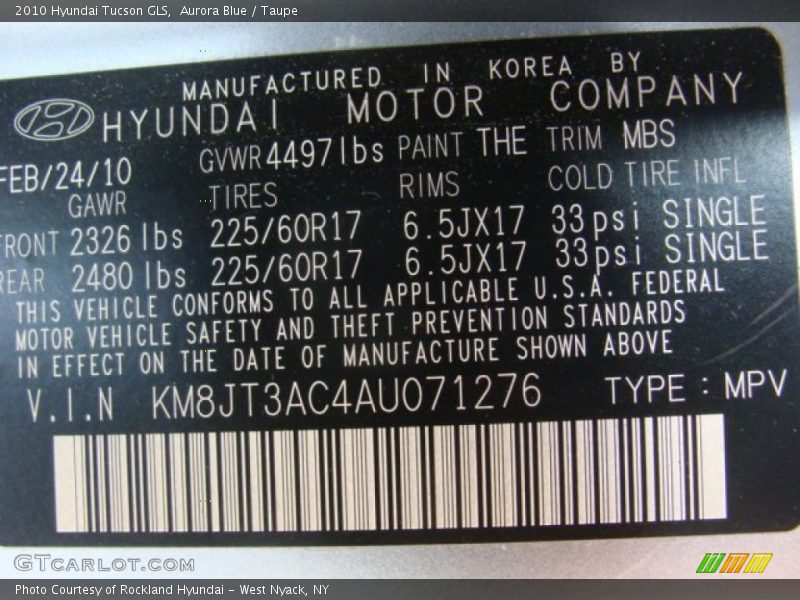 2010 Hyundai Tucson GLS,  Aurora Blue / Taupe
MANUFACTURED IN KOREA BY
HYUNDAI MOTOR COMPANY
FEB/24/10 GVWR 4497lbs PAINT THE TRIM MBS
GAWR TIRES RIMS COLD TIRE INFL
FRONT 2326 lbs 225/60R17 6.5JX17 33 psi SINGLE
REAR 2480 lbs 225/60R17 6.5JX17 33 psi SINGLE
THIS VEHICLE CONFORMS TO ALL APPLICABLE U.S.A. FEDERAL
MOTOR VEHICLE SAFETY AND THEFT PREVENTION STANDARDS
IN EFFECT ON THE DATE OF MANUFACTURE SHOWN ABOVE
V.I.N KM8JT3AC4AU071276 TYPE : MPV
GTCARLOT.COM
Photo Courtesy of Rockland Hyundai - West Nyack, NY